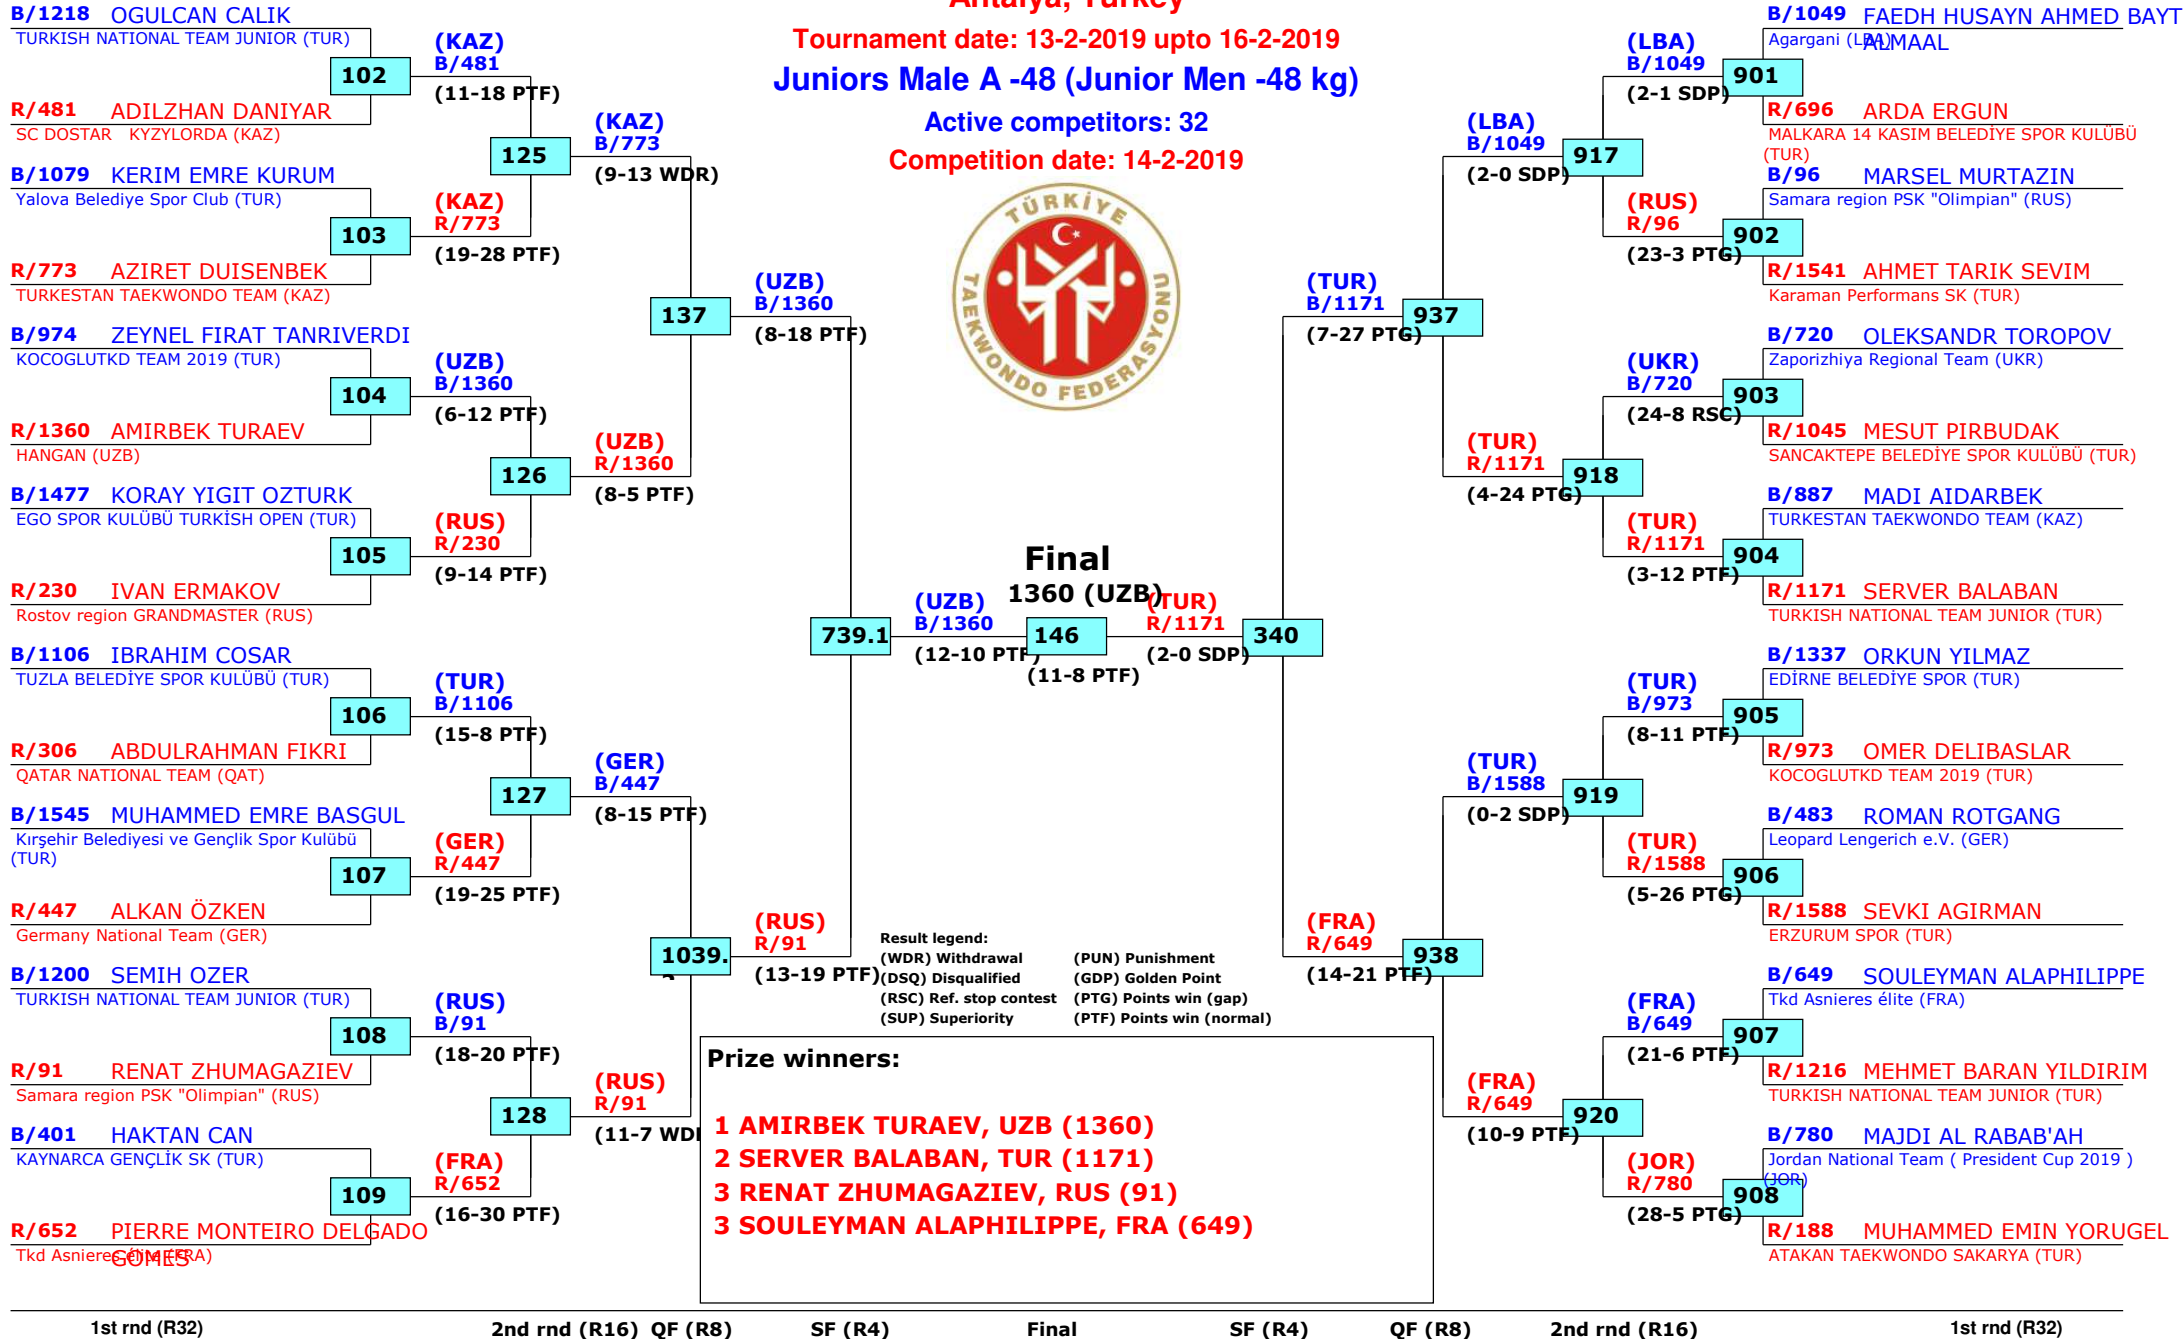 Antalya, Turkey
Tournament date: 13-2-2019 upto 16-2-2019
Juniors Male A -48 (Junior Men -48 kg)
Active competitors: 32
Competition date: 14-2-2019
TÜRKİYE
TAEKWONDO FEDERASYONU
B/1218 OGULCAN CALIK
TURKISH NATIONAL TEAM JUNIOR (TUR)
102
R/481 ADILZHAN DANIYAR
SC DOSTAR KYZYLORDA (KAZ)
B/1079 KERIM EMRE KURUM
Yalova Belediye Spor Club (TUR)
103
R/773 AZIRET DUISENBEK
TURKESTAN TAEKWONDO TEAM (KAZ)
B/974 ZEYNEL FIRAT TANRIVERDI
KOCOGLUTKD TEAM 2019 (TUR)
104
R/1360 AMIRBEK TURAEV
HANGAN (UZB)
B/1477 KORAY YIGIT OZTURK
EGO SPOR KULÜBÜ TURKİSH OPEN (TUR)
105
R/230 IVAN ERMAKOV
Rostov region GRANDMASTER (RUS)
B/1106 IBRAHIM COSAR
TUZLA BELEDİYE SPOR KULÜBÜ (TUR)
106
R/306 ABDULRAHMAN FIKRI
QATAR NATIONAL TEAM (QAT)
B/1545 MUHAMMED EMRE BASGUL
Kırşehir Belediyesi ve Gençlik Spor Kulübü
(TUR)
107
R/447 ALKAN ÖZKEN
Germany National Team (GER)
B/1200 SEMIH OZER
TURKISH NATIONAL TEAM JUNIOR (TUR)
108
R/91 RENAT ZHUMAGAZIEV
Samara region PSK "Olimpian" (RUS)
B/401 HAKTAN CAN
KAYNARCA GENÇLİK SK (TUR)
109
R/652 PIERRE MONTEIRO DELGADO
GOMES
Tkd Asnieres élite (FRA)
(KAZ)
B/481
(11-18 PTF)
125
(KAZ)
R/773
(19-28 PTF)
(UZB)
B/1360
(6-12 PTF)
126
(RUS)
R/230
(9-14 PTF)
(TUR)
B/1106
(15-8 PTF)
127
(GER)
R/447
(19-25 PTF)
(RUS)
B/91
(18-20 PTF)
128
(FRA)
R/652
(16-30 PTF)
(KAZ)
B/773
(9-13 WDR)
137
(UZB)
R/1360
(8-5 PTF)
(GER)
B/447
(8-15 PTF)
1039.
(RUS)
R/91
(11-7 WDR)
(UZB)
B/1360
(8-18 PTF)
739.1
(RUS)
R/91
(13-19 PTF)
(UZB)
B/1360
(12-10 PTF)
Final
1360 (UZB)
146
(11-8 PTF)
(TUR)
R/1171
(2-0 SDP)
340
(TUR)
B/1171
(7-27 PTG)
937
(FRA)
R/649
(14-21 PTF)
938
(LBA)
B/1049
(2-0 SDP)
917
(TUR)
R/1171
(4-24 PTG)
918
(TUR)
B/1588
(0-2 SDP)
919
(FRA)
R/649
(10-9 PTF)
920
(LBA)
B/1049
(2-1 SDP)
901
(RUS)
R/96
(23-3 PTG)
902
(UKR)
B/720
(24-8 RSC)
903
(TUR)
R/1171
(3-12 PTF)
904
(TUR)
B/973
(8-11 PTF)
905
(TUR)
R/1588
(5-26 PTG)
906
(FRA)
B/649
(21-6 PTF)
907
(JOR)
R/780
(28-5 PTG)
908
B/1049 FAEDH HUSAYN AHMED BAYT
ALMAAL
Agargani (LBA)
R/696 ARDA ERGUN
MALKARA 14 KASIM BELEDİYE SPOR KULÜBÜ
(TUR)
B/96 MARSEL MURTAZIN
Samara region PSK "Olimpian" (RUS)
R/1541 AHMET TARIK SEVIM
Karaman Performans SK (TUR)
B/720 OLEKSANDR TOROPOV
Zaporizhiya Regional Team (UKR)
R/1045 MESUT PIRBUDAK
SANCAKTEPE BELEDİYE SPOR KULÜBÜ (TUR)
B/887 MADI AIDARBEK
TURKESTAN TAEKWONDO TEAM (KAZ)
R/1171 SERVER BALABAN
TURKISH NATIONAL TEAM JUNIOR (TUR)
B/1337 ORKUN YILMAZ
EDİRNE BELEDİYE SPOR (TUR)
R/973 OMER DELIBASLAR
KOCOGLUTKD TEAM 2019 (TUR)
B/483 ROMAN ROTGANG
Leopard Lengerich e.V. (GER)
R/1588 SEVKI AGIRMAN
ERZURUM SPOR (TUR)
B/649 SOULEYMAN ALAPHILIPPE
Tkd Asnieres élite (FRA)
R/1216 MEHMET BARAN YILDIRIM
TURKISH NATIONAL TEAM JUNIOR (TUR)
B/780 MAJDI AL RABAB'AH
Jordan National Team ( President Cup 2019 )
(JOR)
R/188 MUHAMMED EMIN YORUGEL
ATAKAN TAEKWONDO SAKARYA (TUR)
Result legend:
(WDR) Withdrawal (PUN) Punishment
(DSQ) Disqualified (GDP) Golden Point
(RSC) Ref. stop contest (PTG) Points win (gap)
(SUP) Superiority (PTF) Points win (normal)
Prize winners:
1 AMIRBEK TURAEV, UZB (1360)
2 SERVER BALABAN, TUR (1171)
3 RENAT ZHUMAGAZIEV, RUS (91)
3 SOULEYMAN ALAPHILIPPE, FRA (649)
1st rnd (R32) 2nd rnd (R16) QF (R8) SF (R4) Final SF (R4) QF (R8) 2nd rnd (R16) 1st rnd (R32)